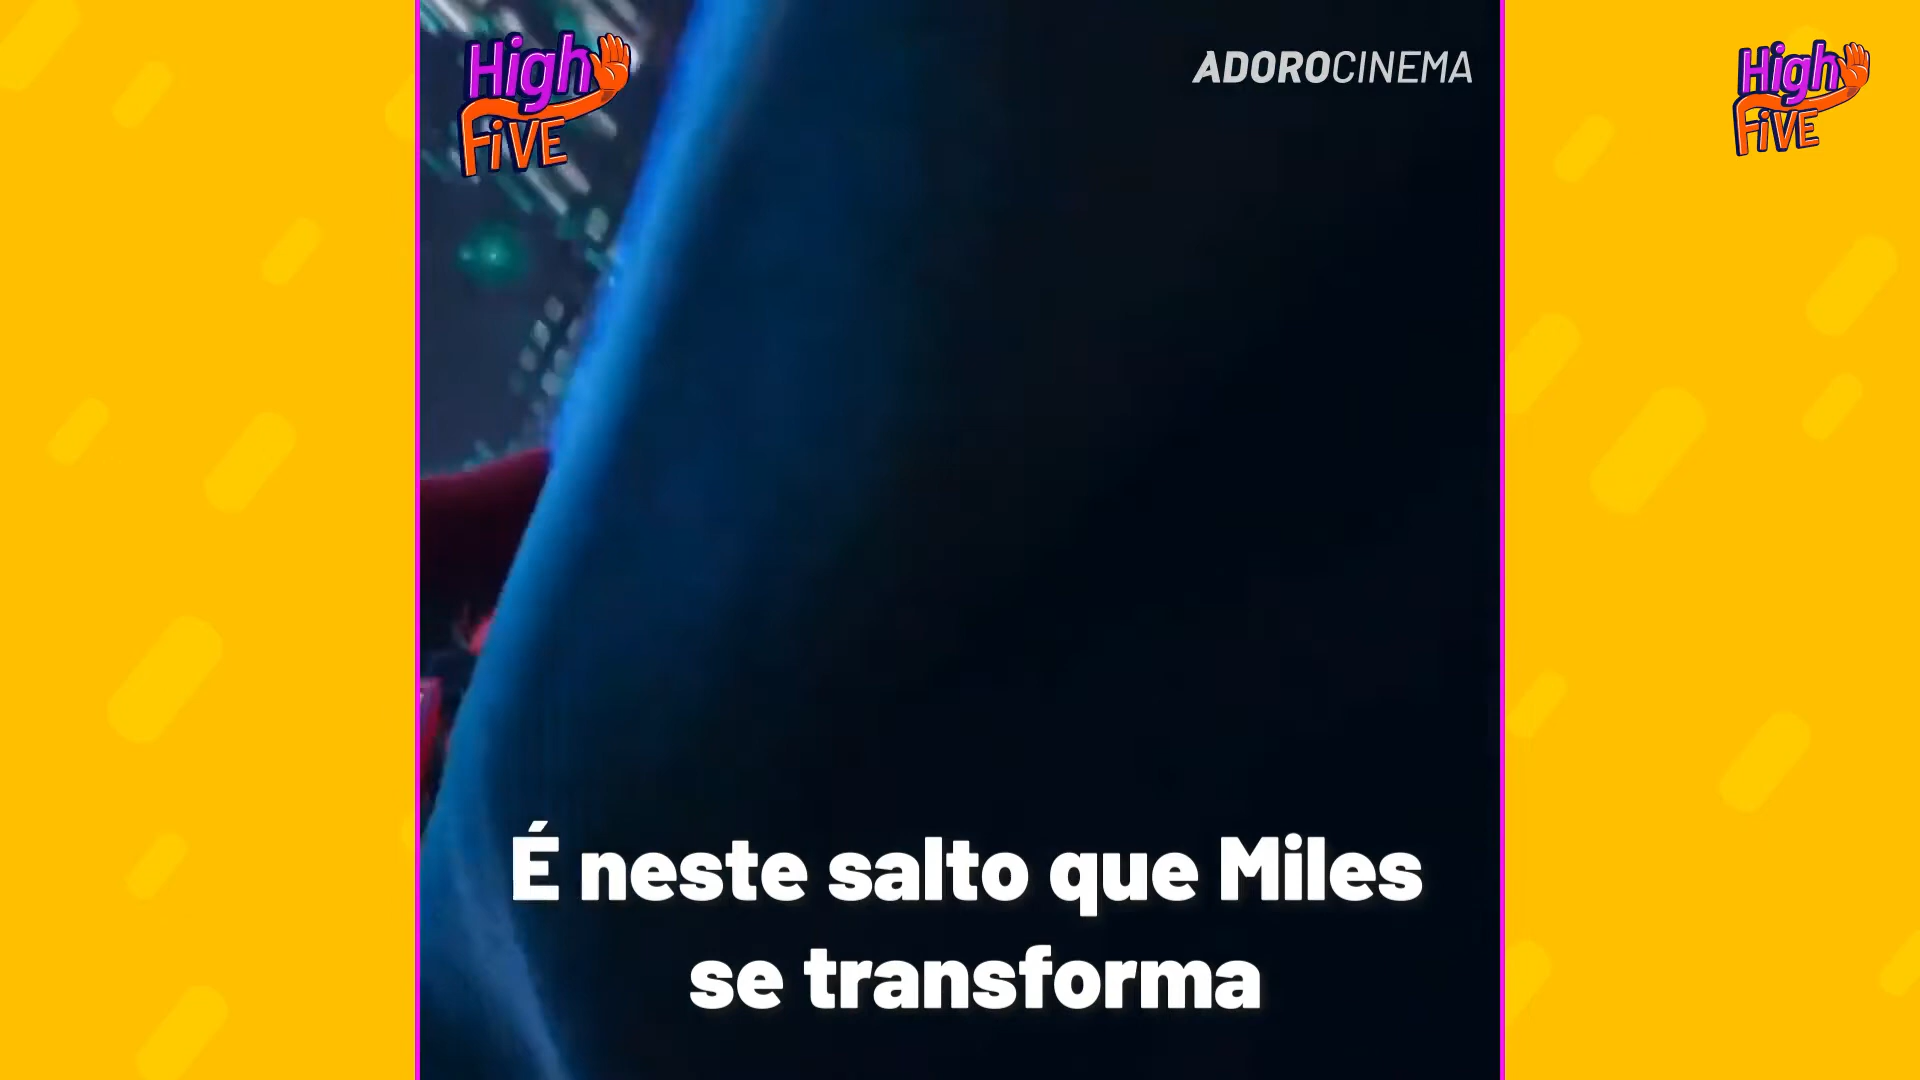 High
FiVE
ADOROCINEMA
High
FiVE
É neste salto que Miles
se transforma